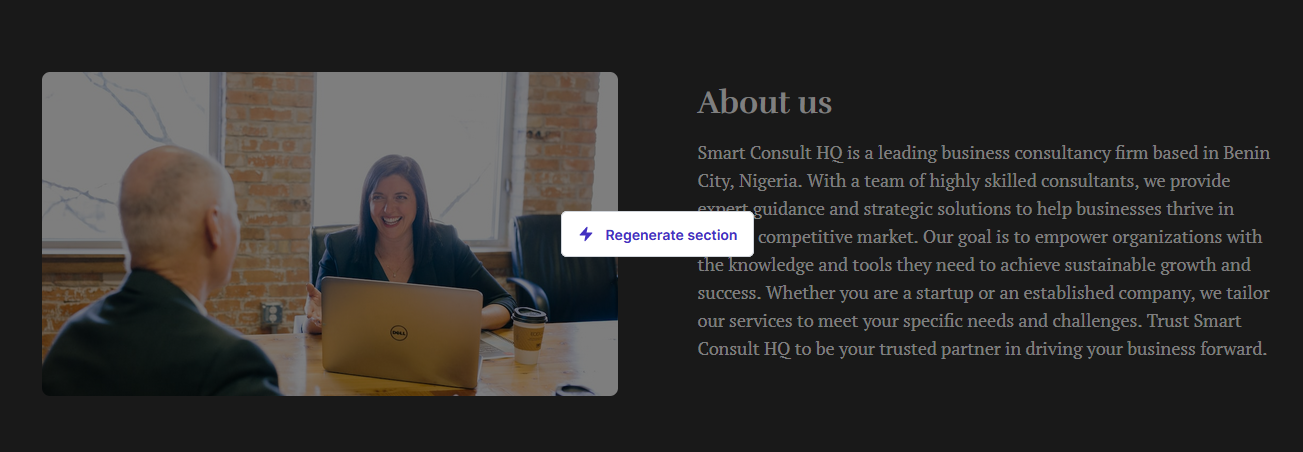 About us
Smart Consult HQ is a leading business consultancy firm based in Benin
City, Nigeria. With a team of highly skilled consultants, we provide
expert guidance and strategic solutions to help businesses thrive in
Regenerate section
competitive market. Our goal is to empower organizations with
the knowledge and tools they need to achieve sustainable growth and
success. Whether you are a startup or an established company, we tailor
our services to meet your specific needs and challenges. Trust Smart
Consult HQ to be your trusted partner in driving your business forward.
DELL